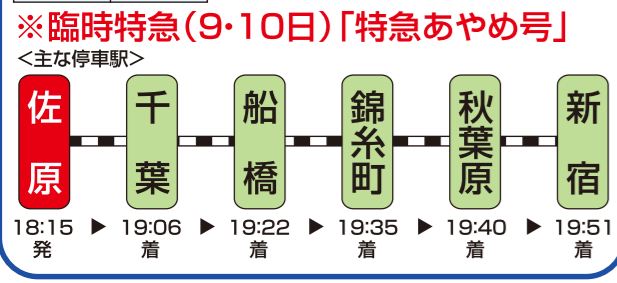 ※臨時特急(9・10日)「特急あやめ号」
<主な停車駅>
佐原 千葉 船橋 錦糸町 秋葉原 新宿
18:15 ▶ 19:06 ▶ 19:22 ▶ 19:35 ▶ 19:40 ▶ 19:51
発 着 着 着 着 着